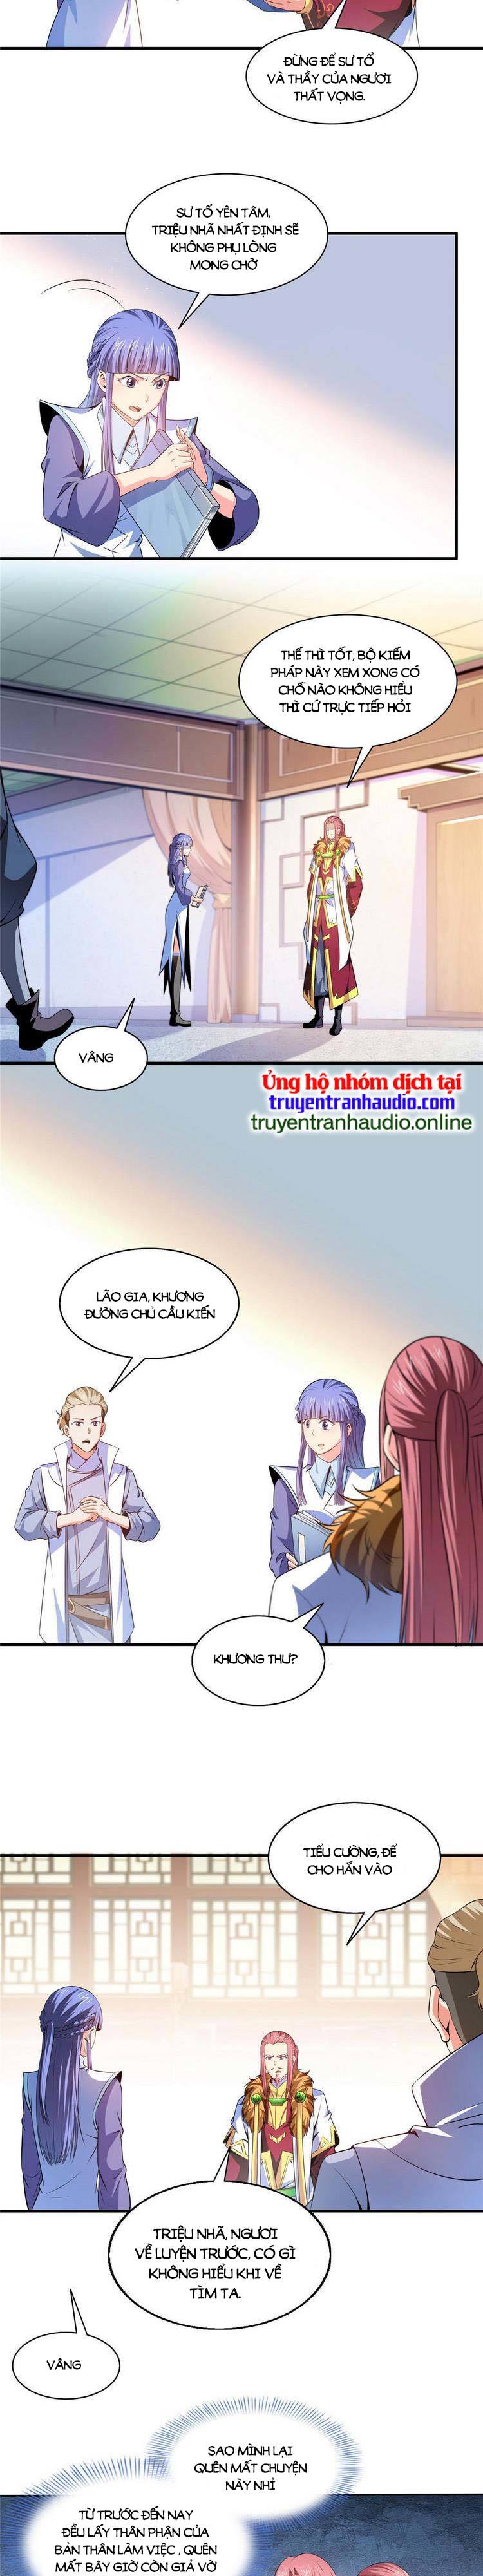 ĐỪNG ĐỂ SƯ TỔ
VÀ THẦY CỦA NGƯƠI
THẤT VỌNG.
SƯ TỔ YÊN TÂM,
TRIỆU NHÃ NHẤT ĐỊNH SẼ
KHÔNG PHỤ LÒNG
MONG CHỜ
THẾ THÌ TỐT, BỘ KIẾM
PHÁP NÀY XEM XONG CÓ
CHỖ NÀO KHÔNG HIỂU
THÌ CỨ TRỰC TIẾP HỎI
VÂNG
Ủng hộ nhóm dịch tại
truyentranhaudio.com
truyentranhaudio.online
LÃO GIA, KHƯƠNG
ĐƯỜNG CHỦ CẦU KIẾN
KHƯƠNG THƯ?
TIỂU CƯỜNG, ĐỂ
CHO HẮN VÀO
TRIỆU NHÃ, NGƯƠI
VỀ LUYỆN TRƯỚC, CÓ GÌ
KHÔNG HIỂU KHI VỀ
TÌM TA.
VÂNG
SAO MÌNH LẠI
QUÊN MẤT CHUYỆN
NÀY NHỈ
TỪ TRƯỚC ĐẾN NAY
ĐỀU LẤY THÂN PHẬN CỦA
BẢN THÂN LÀM VIỆC , QUÊN
MẤT BÂY GIỜ CÒN GIẢ VỜ